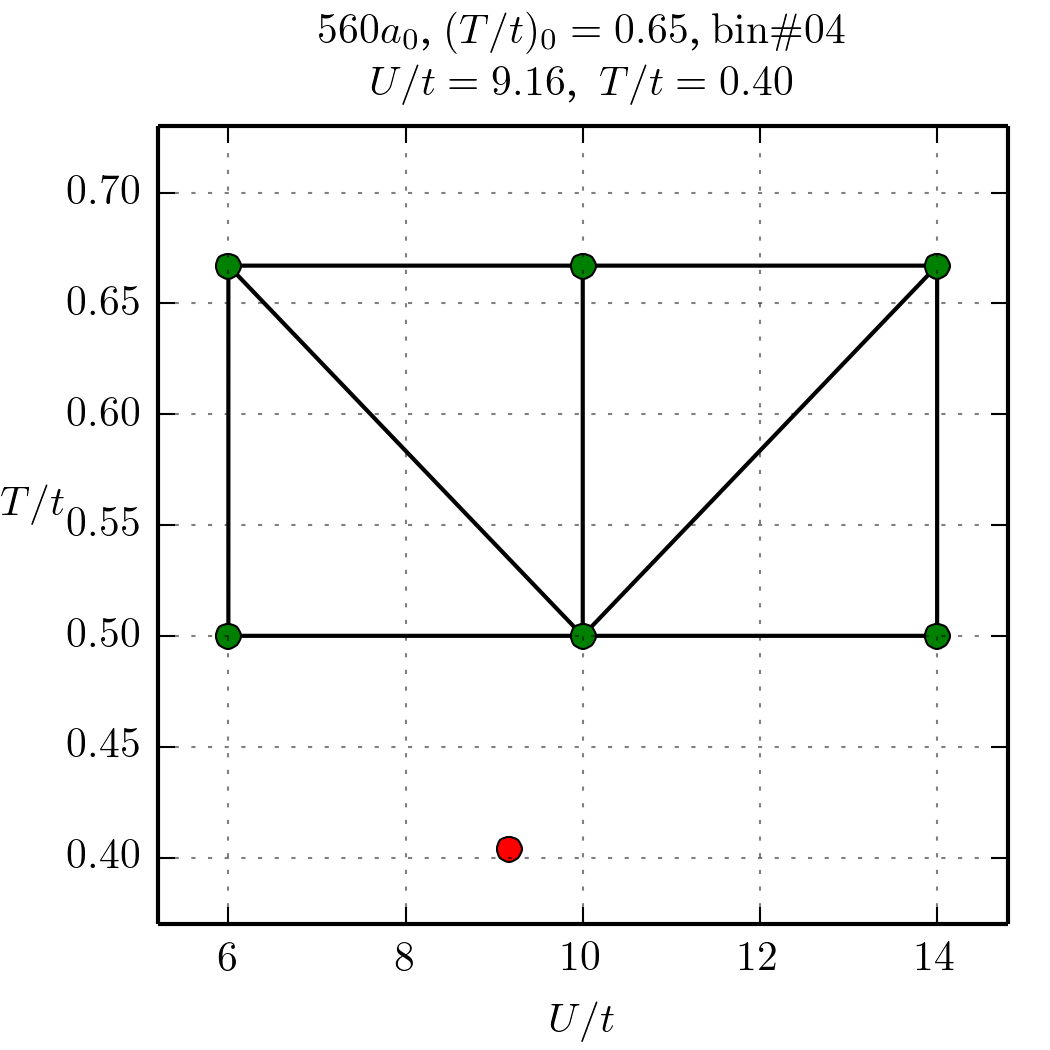 560a₀, (T/t)₀ = 0.65, bin#04
U/t = 9.16, T/t = 0.40
0.70
0.65
0.60
T/t
0.55
0.50
0.45
0.40
6 8 10 12 14
U/t